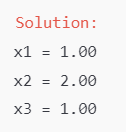 Solution:
x1 = 1.00
x2 = 2.00
x3 = 1.00